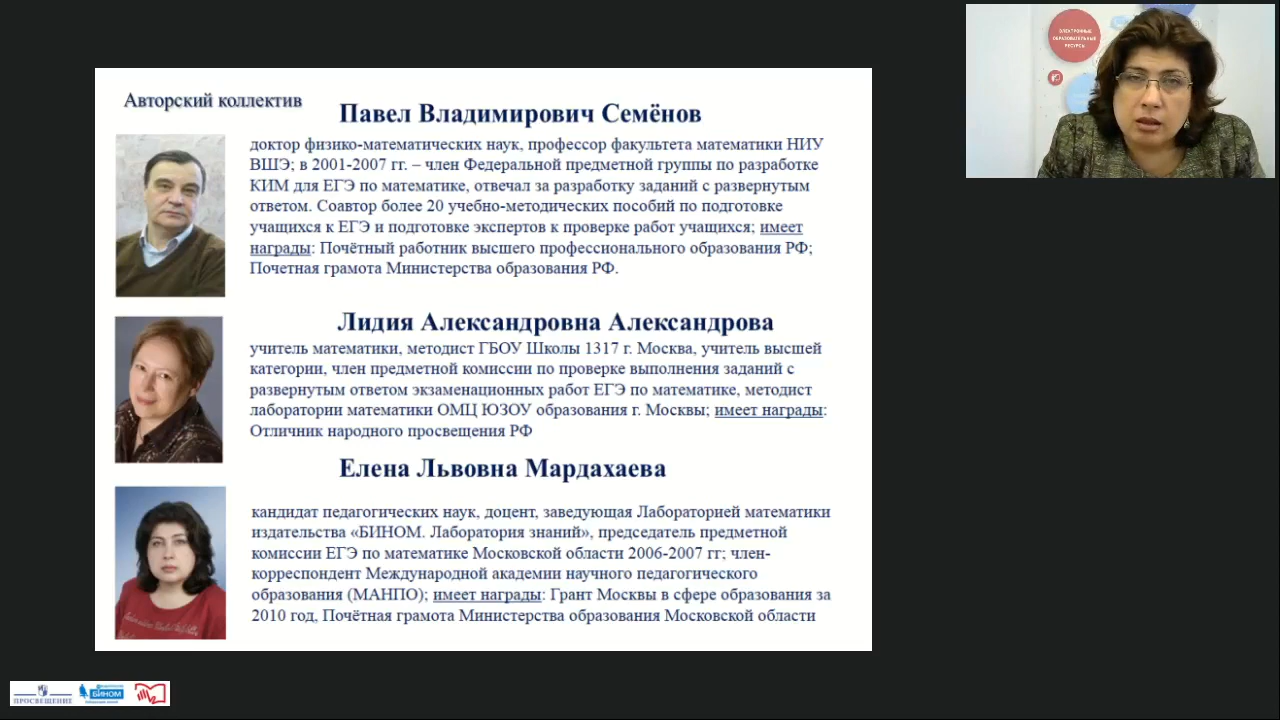 Авторский коллектив
Павел Владимирович Семёнов
доктор физико-математических наук, профессор факультета математики НИУ
ВШЭ; в 2001-2007 гг. – член Федеральной предметной группы по разработке
КИМ для ЕГЭ по математике, отвечал за разработку заданий с развернутым
ответом. Соавтор более 20 учебно-методических пособий по подготовке
учащихся к ЕГЭ и подготовке экспертов к проверке работ учащихся; имеет
награды: Почётный работник высшего профессионального образования РФ;
Почетная грамота Министерства образования РФ.
Лидия Александровна Александрова
учитель математики, методист ГБОУ Школы 1317 г. Москва, учитель высшей
категории, член предметной комиссии по проверке выполнения заданий с
развернутым ответом экзаменационных работ ЕГЭ по математике, методист
лаборатории математики ОМЦ ЮЗОУ образования г. Москвы; имеет награды:
Отличник народного просвещения РФ
Елена Львовна Мардахаева
кандидат педагогических наук, доцент, заведующая Лабораторией математики
издательства «БИНОМ. Лаборатория знаний», председатель предметной
комиссии ЕГЭ по математике Московской области 2006-2007 гг; член-
корреспондент Международной академии научного педагогического
образования (МАНПО); имеет награды: Грант Москвы в сфере образования за
2010 год, Почётная грамота Министерства образования Московской области
ЭЛЕКТРОННЫЕ
ОБРАЗОВАТЕЛЬНЫЕ
РЕСУРСЫ
ПРОСВЕЩЕНИЕ
БИНОМ